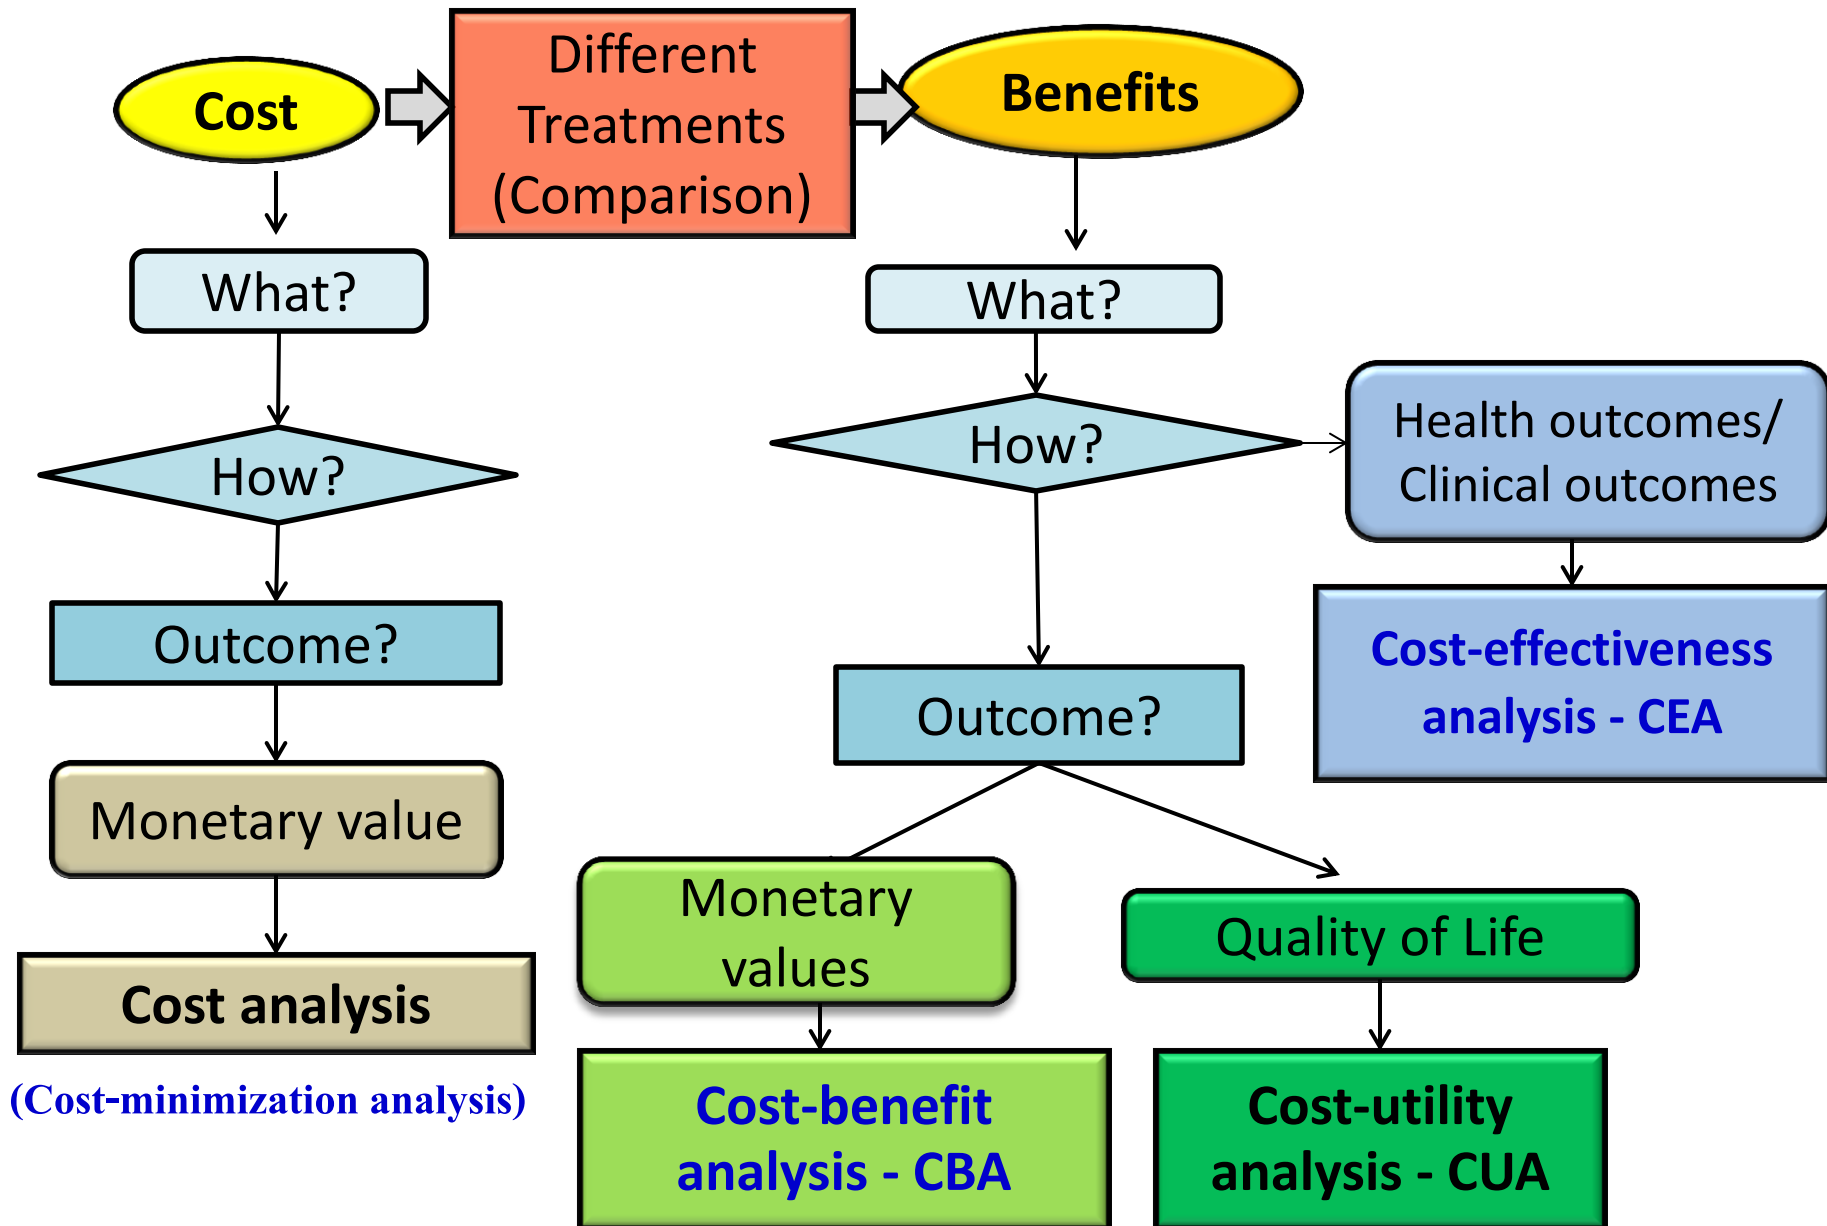 Cost
Different
Treatments
(Comparison)
Benefits
What?
How?
Outcome?
Monetary value
Cost analysis
(Cost-minimization analysis)
What?
How?
Health outcomes/
Clinical outcomes
Cost-effectiveness
analysis - CEA
Outcome?
Monetary
values
Cost-benefit
analysis - CBA
Quality of Life
Cost-utility
analysis - CUA